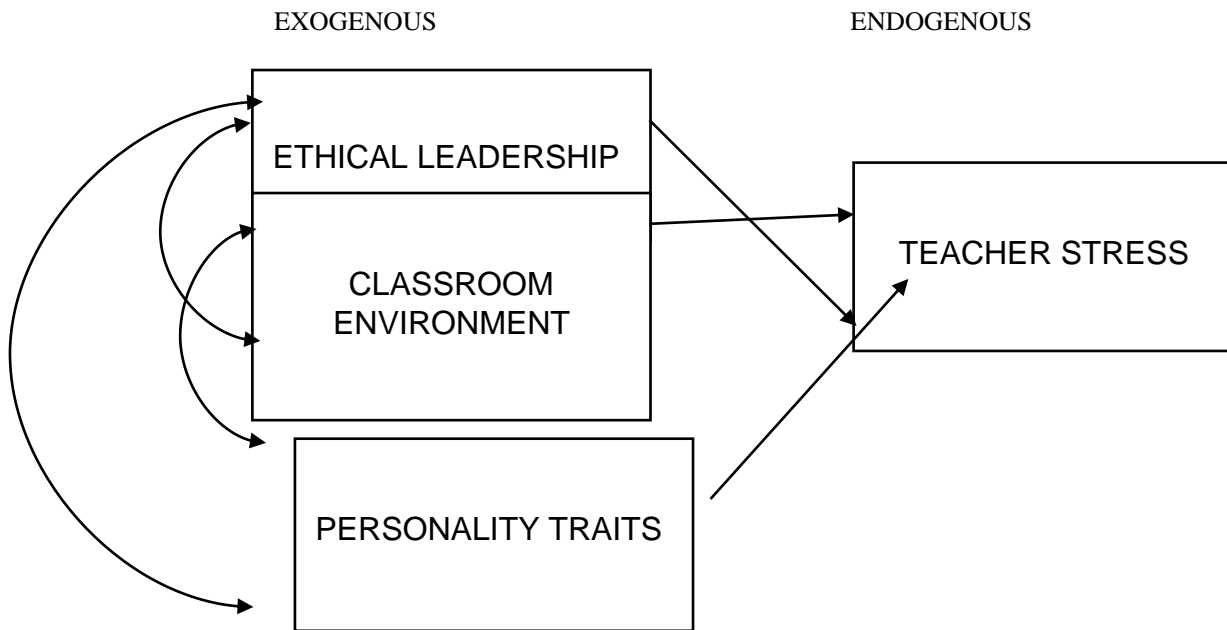 EXOGENOUS
ENDOGENOUS
ETHICAL LEADERSHIP
CLASSROOM
ENVIRONMENT
TEACHER STRESS
PERSONALITY TRAITS